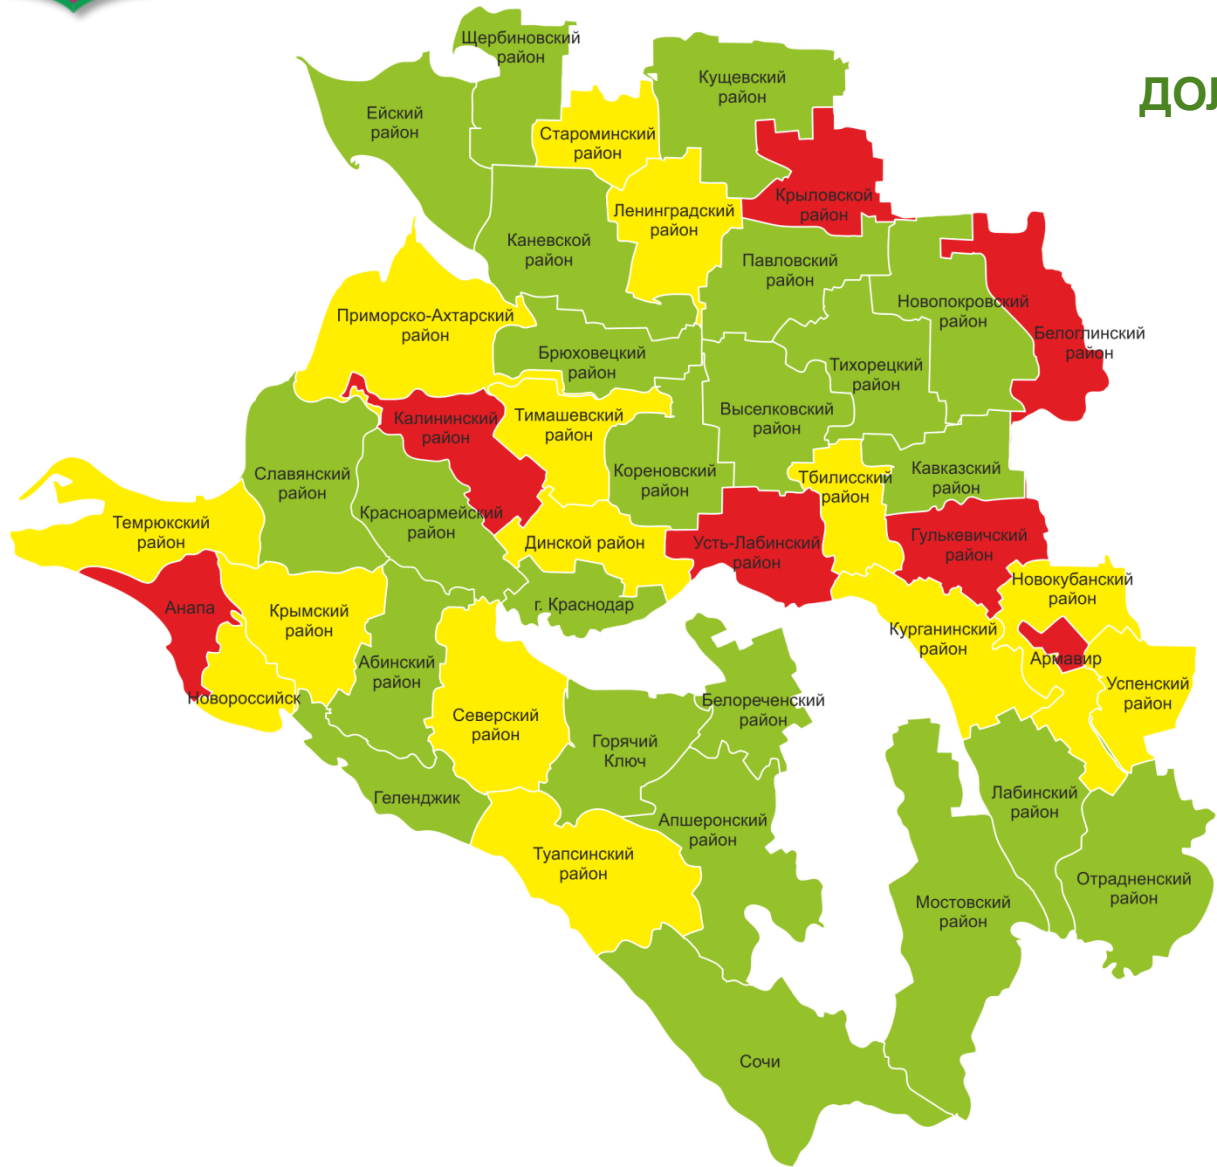 Щербиновский
район
Кущевский
район
ДОЛ
Ейский
район
Староминский
район
Крыловской
район
Ленинградский
район
Каневской
район
Павловский
район
Новопокровский
район
Приморско-Ахтарский
район
Белоглинский
район
Брюховецкий
район
Тихорецкий
район
Калининский
район
Тимашевский
район
Выселковский
район
Славянский
район
Кореновский
район
Тбилисский
район
Кавказский
район
Темрюкский
район
Красноармейский
район
Динской район
Усть-Лабинский
район
Гулькевичский
район
Новокубанский
район
Анапа
Крымский
район
г. Краснодар
Курганинский
район
Абинский
район
Армавир
Новороссийск
Северский
район
Белореченский
район
Успенский
район
Горячий
Ключ
Геленджик
Апшеронский
район
Лабинский
район
Туапсинский
район
Отрадненский
район
Мостовский
район
Сочи